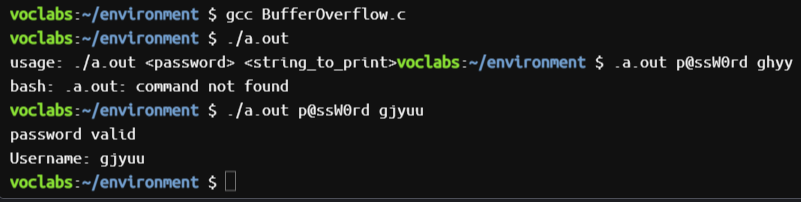 voclabs:~/environment $ gcc BufferOverflow.c
voclabs:~/environment $ ./a.out
usage: ./a.out <password> <string_to_print>voclabs:~/environment $ .a.out p@ssW0rd ghyy
bash: .a.out: command not found
voclabs:~/environment $ ./a.out p@ssW0rd gjyuu
password valid
Username: gjyuu
voclabs:~/environment $